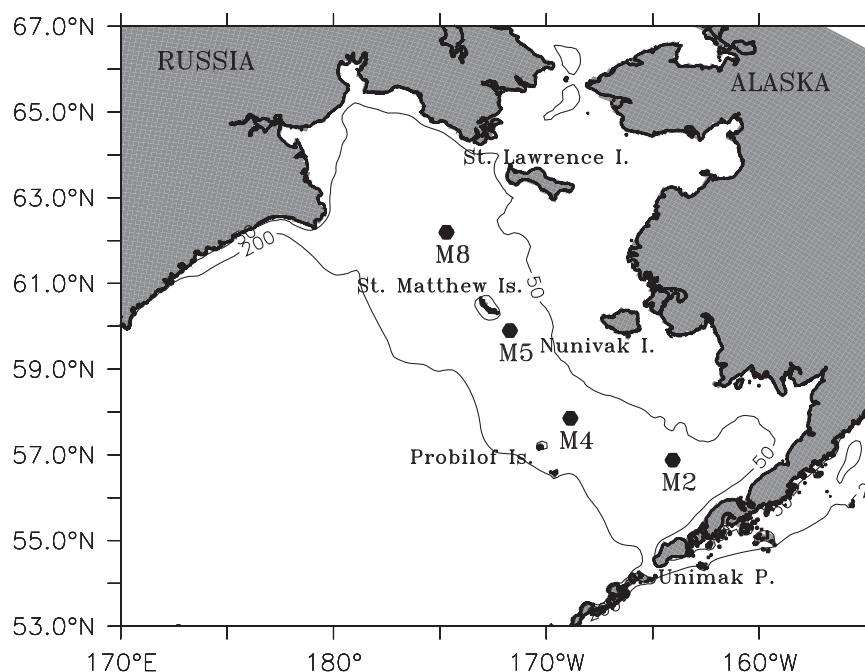 67.0°N
RUSSIA
ALASKA
65.0°N
St. Lawrence I.
63.0°N
200
M8
61.0°N
St. Matthew Is.
50
M5
Nunivak I.
59.0°N
M4
57.0°N
Probilof Is.
50
M2
55.0°N
Unimak P.
53.0°N
170°E
180°
170°W
160°W